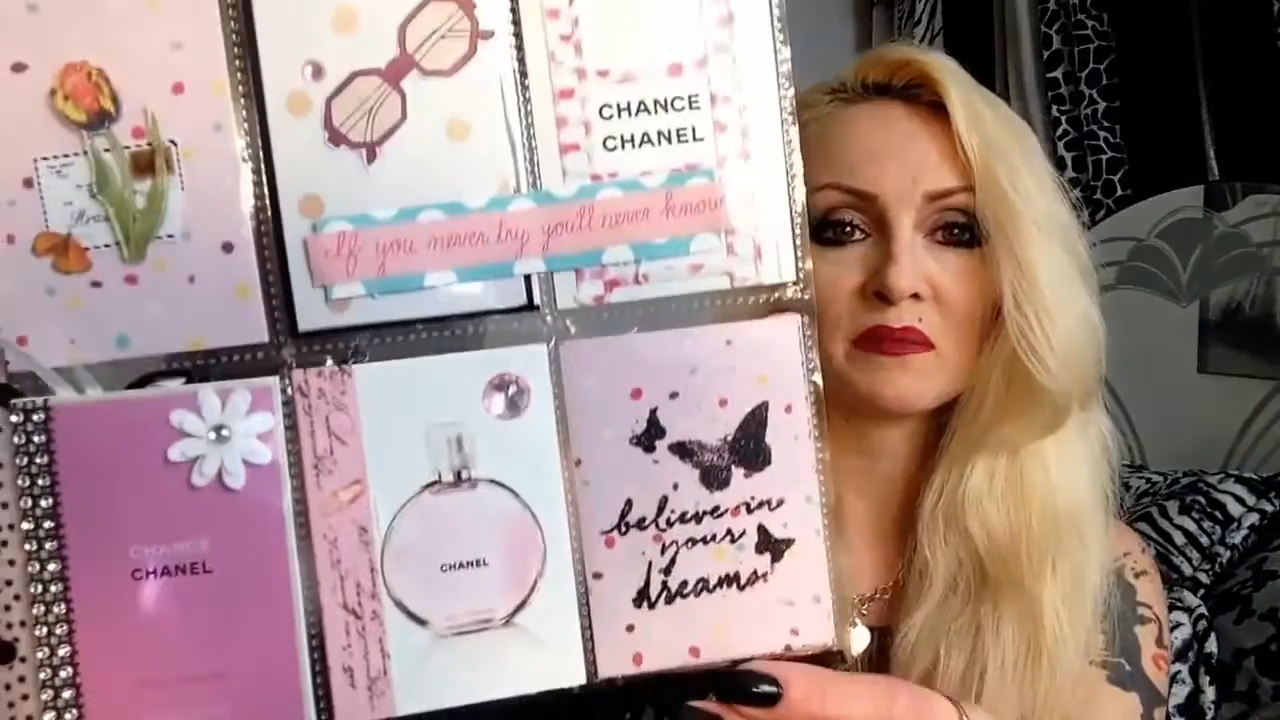 CHANCE
CHANEL
If you never try you'll never know
CHANCE
CHANEL
CHANEL
believe in
your
dreams